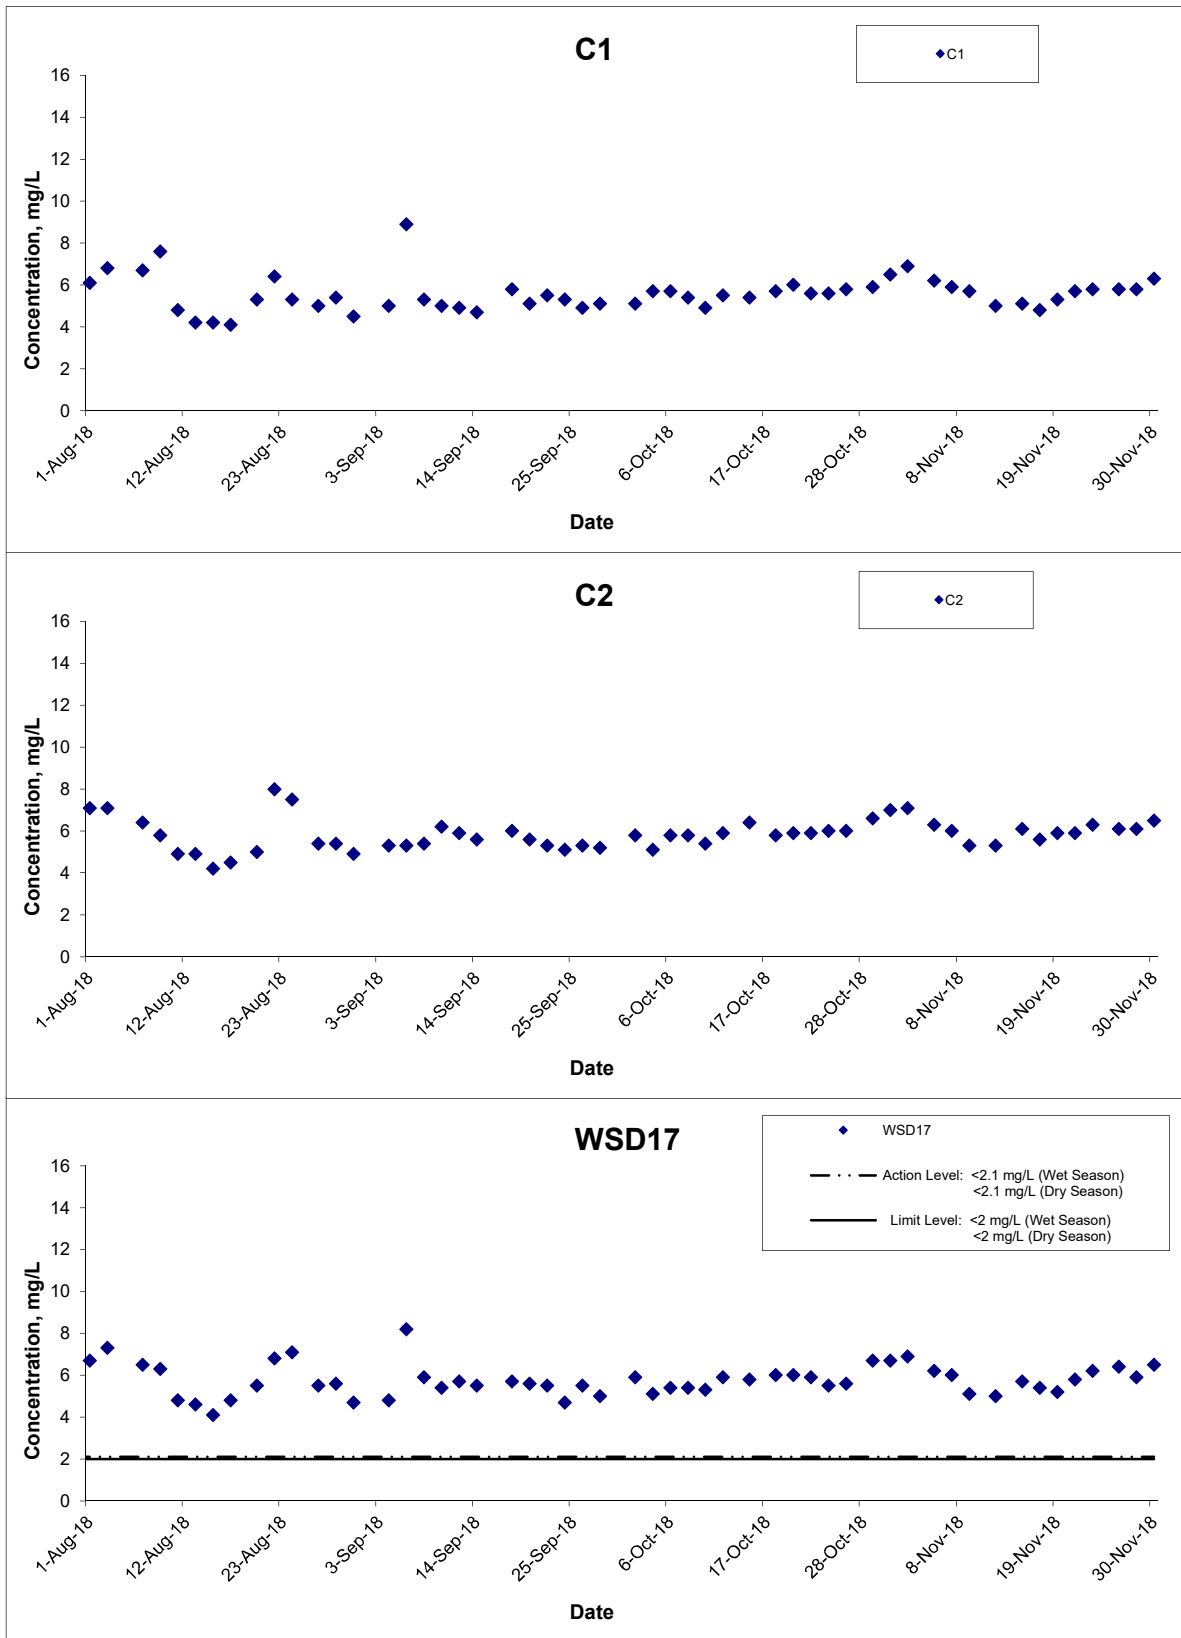 C1
C1
16
14
12
10
8
6
4
2
0
Concentration, mg/L
1-Aug-18
12-Aug-18
23-Aug-18
3-Sep-18
14-Sep-18
25-Sep-18
6-Oct-18
17-Oct-18
28-Oct-18
8-Nov-18
19-Nov-18
30-Nov-18
Date
C2
C2
16
14
12
10
8
6
4
2
0
Concentration, mg/L
1-Aug-18
12-Aug-18
23-Aug-18
3-Sep-18
14-Sep-18
25-Sep-18
6-Oct-18
17-Oct-18
28-Oct-18
8-Nov-18
19-Nov-18
30-Nov-18
Date
WSD17
WSD17
Action Level: <2.1 mg/L (Wet Season)
<2.1 mg/L (Dry Season)
Limit Level: <2 mg/L (Wet Season)
<2 mg/L (Dry Season)
16
14
12
10
8
6
4
2
0
Concentration, mg/L
1-Aug-18
12-Aug-18
23-Aug-18
3-Sep-18
14-Sep-18
25-Sep-18
6-Oct-18
17-Oct-18
28-Oct-18
8-Nov-18
19-Nov-18
30-Nov-18
Date